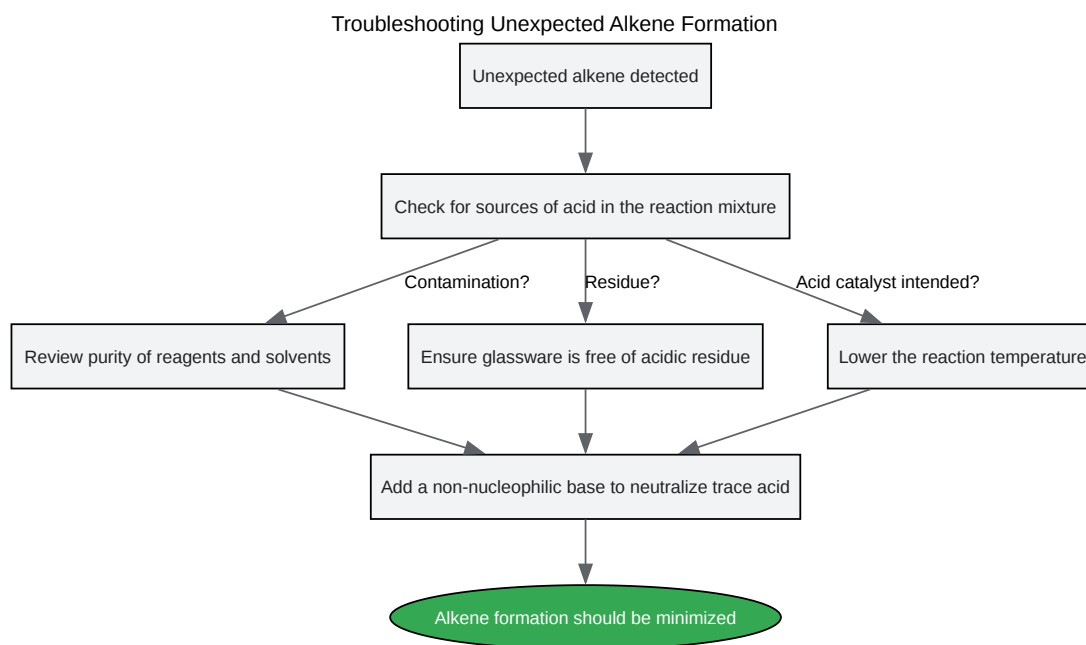 Troubleshooting Unexpected Alkene Formation
Unexpected alkene detected
Check for sources of acid in the reaction mixture
Contamination?
Residue?
Acid catalyst intended?
Review purity of reagents and solvents
Ensure glassware is free of acidic residue
Lower the reaction temperature
Add a non-nucleophilic base to neutralize trace acid
Alkene formation should be minimized